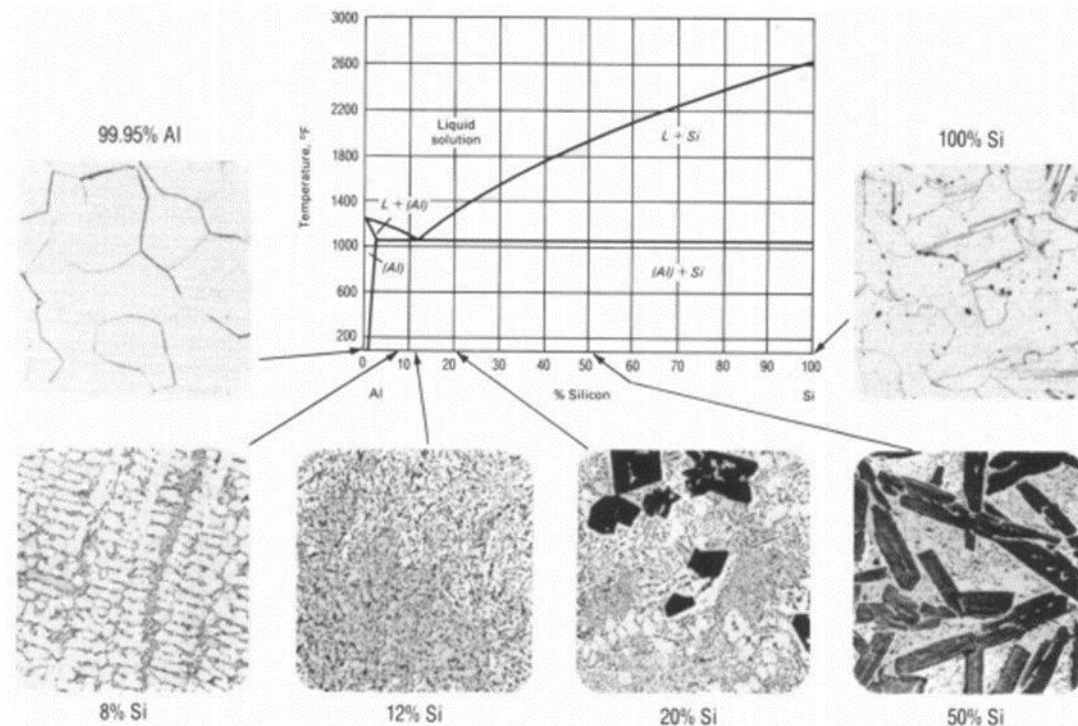 3000
2600
2200
1800
1400
1000
600
200
Temperature, °F
Liquid
solution
L + Si
L + (Al)
(Al)
(Al) + Si
0 10 20 30 40 50 60 70 80 90 100
Al % Silicon Si
99.95% Al
100% Si
8% Si
12% Si
20% Si
50% Si